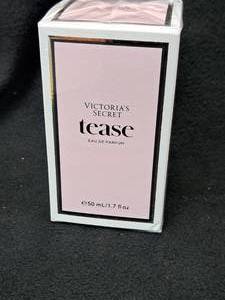 VICTORIA'S
SECRET
tease
EAU DE PARFUM
℮50 mL/1.7 fl oz